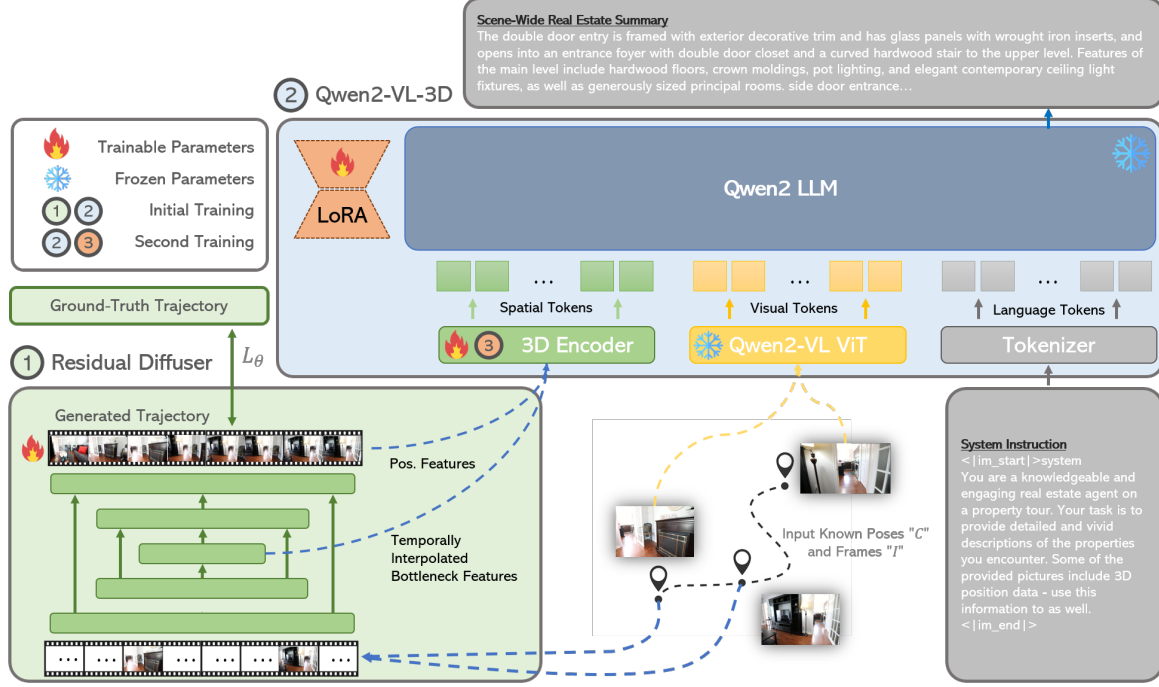 Scene-Wide Real Estate Summary
The double door entry is framed with exterior decorative trim and has glass panels with wrought iron inserts, and
opens into an entrance foyer with double door closet and a curved hardwood stair to the upper level. Features of
the main level include hardwood floors, crown moldings, pot lighting, and elegant contemporary ceiling light
fixtures, as well as generously sized principal rooms. side door entrance...
2 Qwen2-VL-3D
Trainable Parameters
Frozen Parameters
1 2 Initial Training
2 3 Second Training
LoRA
Qwen2 LLM
...
...
...
Spatial Tokens
Visual Tokens
Language Tokens
3 3D Encoder
Qwen2-VL ViT
Tokenizer
Ground-Truth Trajectory
L_θ
1 Residual Diffuser
Generated Trajectory
Pos. Features
Temporally
Interpolated
Bottleneck Features
... ... ... ... ... ...
Input Known Poses "C"
and Frames "I"
System Instruction
<|im_start|>system
You are a knowledgeable and
engaging real estate agent on
a property tour. Your task is to
provide detailed and vivid
descriptions of the properties
you encounter. Some of the
provided pictures include 3D
position data - use this
information to as well.
<|im_end|>